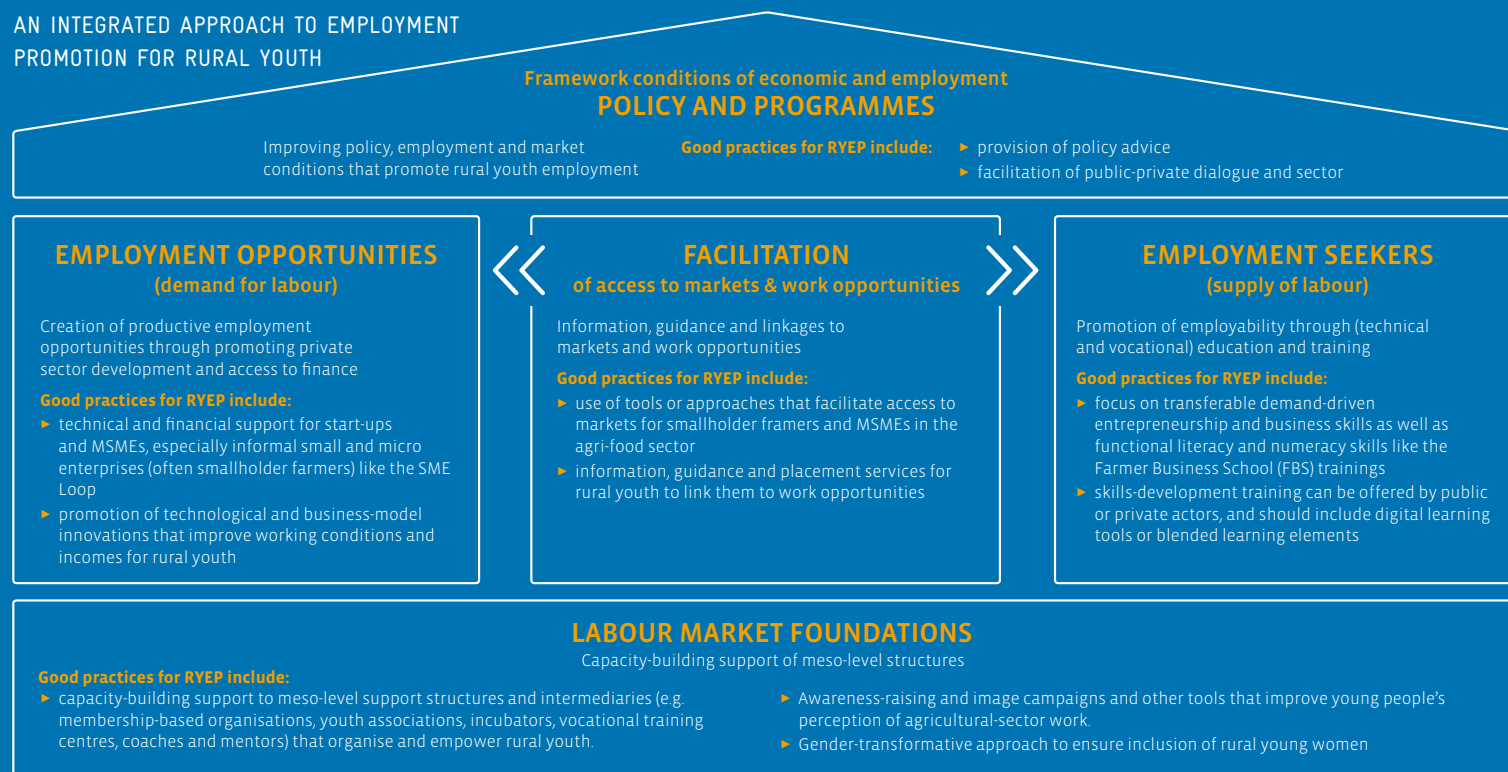 AN INTEGRATED APPROACH TO EMPLOYMENT
PROMOTION FOR RURAL YOUTH
Framework conditions of economic and employment
POLICY AND PROGRAMMES
Improving policy, employment and market
conditions that promote rural youth employment
Good practices for RYEP include:
► provision of policy advice
► facilitation of public-private dialogue and sector
EMPLOYMENT OPPORTUNITIES
(demand for labour)
Creation of productive employment
opportunities through promoting private
sector development and access to finance
Good practices for RYEP include:
► technical and financial support for start-ups
and MSMEs, especially informal small and micro
enterprises (often smallholder farmers) like the SME
Loop
► promotion of technological and business-model
innovations that improve working conditions and
incomes for rural youth
FACILITATION
of access to markets & work opportunities
Information, guidance and linkages to
markets and work opportunities
Good practices for RYEP include:
► use of tools or approaches that facilitate access to
markets for smallholder framers and MSMEs in the
agri-food sector
► information, guidance and placement services for
rural youth to link them to work opportunities
EMPLOYMENT SEEKERS
(supply of labour)
Promotion of employability through (technical
and vocational) education and training
Good practices for RYEP include:
► focus on transferable demand-driven
entrepreneurship and business skills as well as
functional literacy and numeracy skills like the
Farmer Business School (FBS) trainings
► skills-development training can be offered by public
or private actors, and should include digital learning
tools or blended learning elements
LABOUR MARKET FOUNDATIONS
Capacity-building support of meso-level structures
Good practices for RYEP include:
► capacity-building support to meso-level support structures and intermediaries (e.g.
membership-based organisations, youth associations, incubators, vocational training
centres, coaches and mentors) that organise and empower rural youth.
► Awareness-raising and image campaigns and other tools that improve young people's
perception of agricultural-sector work.
► Gender-transformative approach to ensure inclusion of rural young women